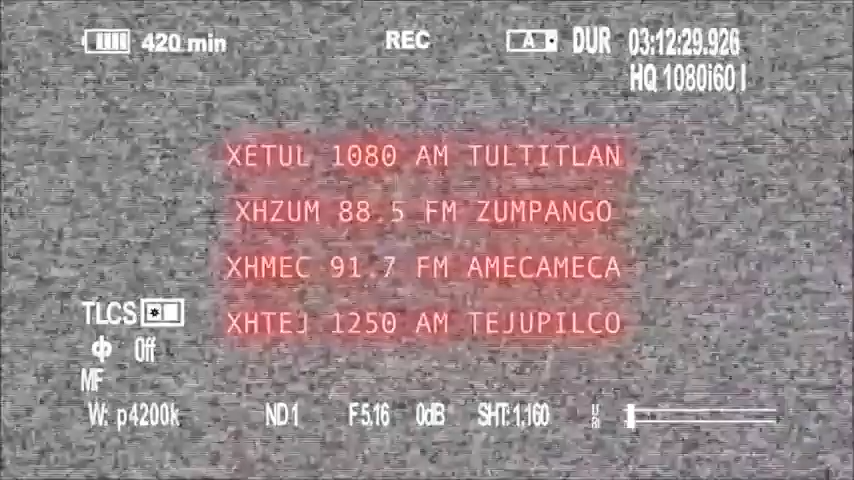 420 min REC A DUR 03:12:29.926
HQ 1080i60
XETUL 1080 AM TULTITLAN
XHZUM 88.5 FM ZUMPANGO
XHMEC 91.7 FM AMECAMECA
XHTEJ 1250 AM TEJUPILCO
TLCS
Off
MF
W: p4200k ND1 F5,16 0dB SHT:1,160